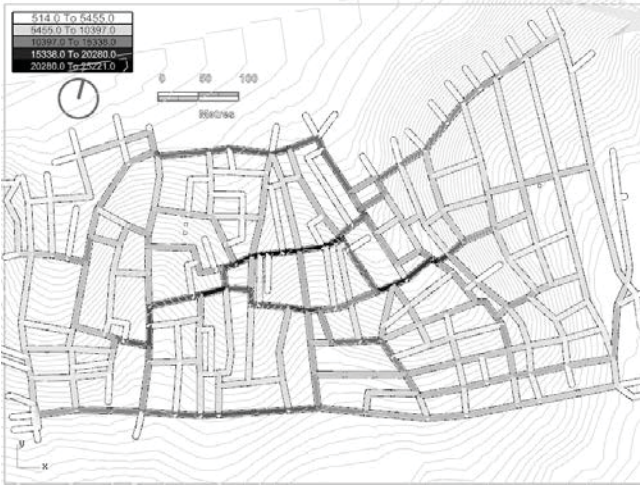 514.0 To 5455.0
5455.0 To 10397.0
10397.0 To 15338.0
15338.0 To 20280.0
20280.0 To 25221.0
0 50 100
Metres
y
x